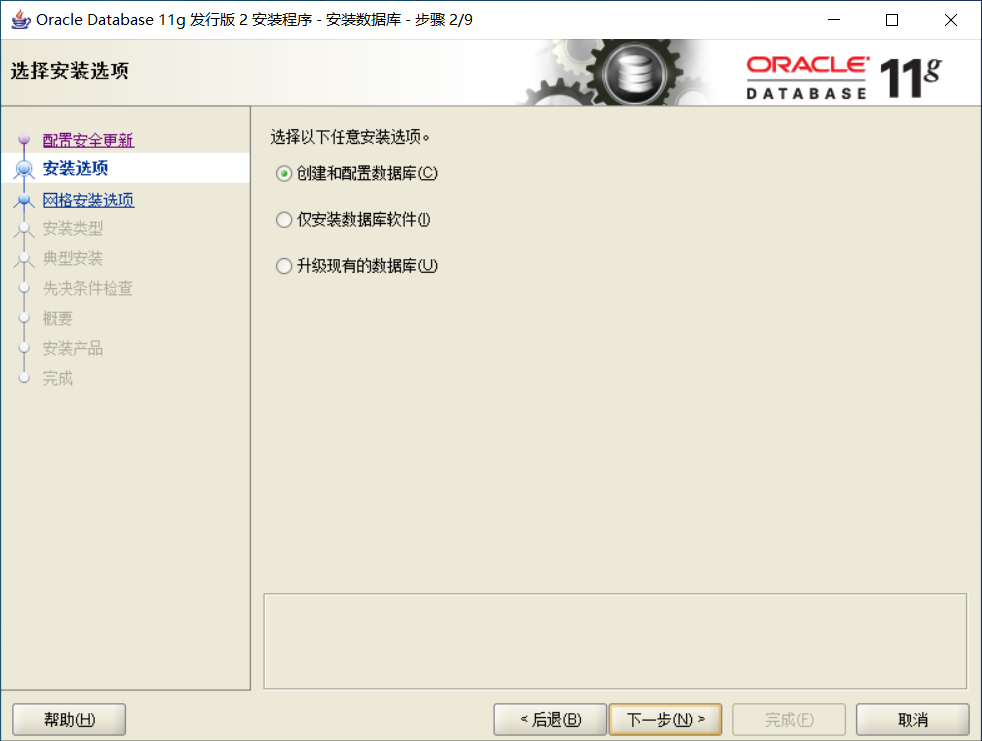 Oracle Database 11g 发行版 2 安装程序 - 安装数据库 - 步骤 2/9
选择安装选项
ORACLE
DATABASE
11g
配置安全更新
安装选项
网格安装选项
安装类型
典型安装
先决条件检查
概要
安装产品
完成
选择以下任意安装选项。
创建和配置数据库(C)
仅安装数据库软件(I)
升级现有的数据库(U)
帮助(H)
< 后退(B)
下一步(N) >
完成(F)
取消